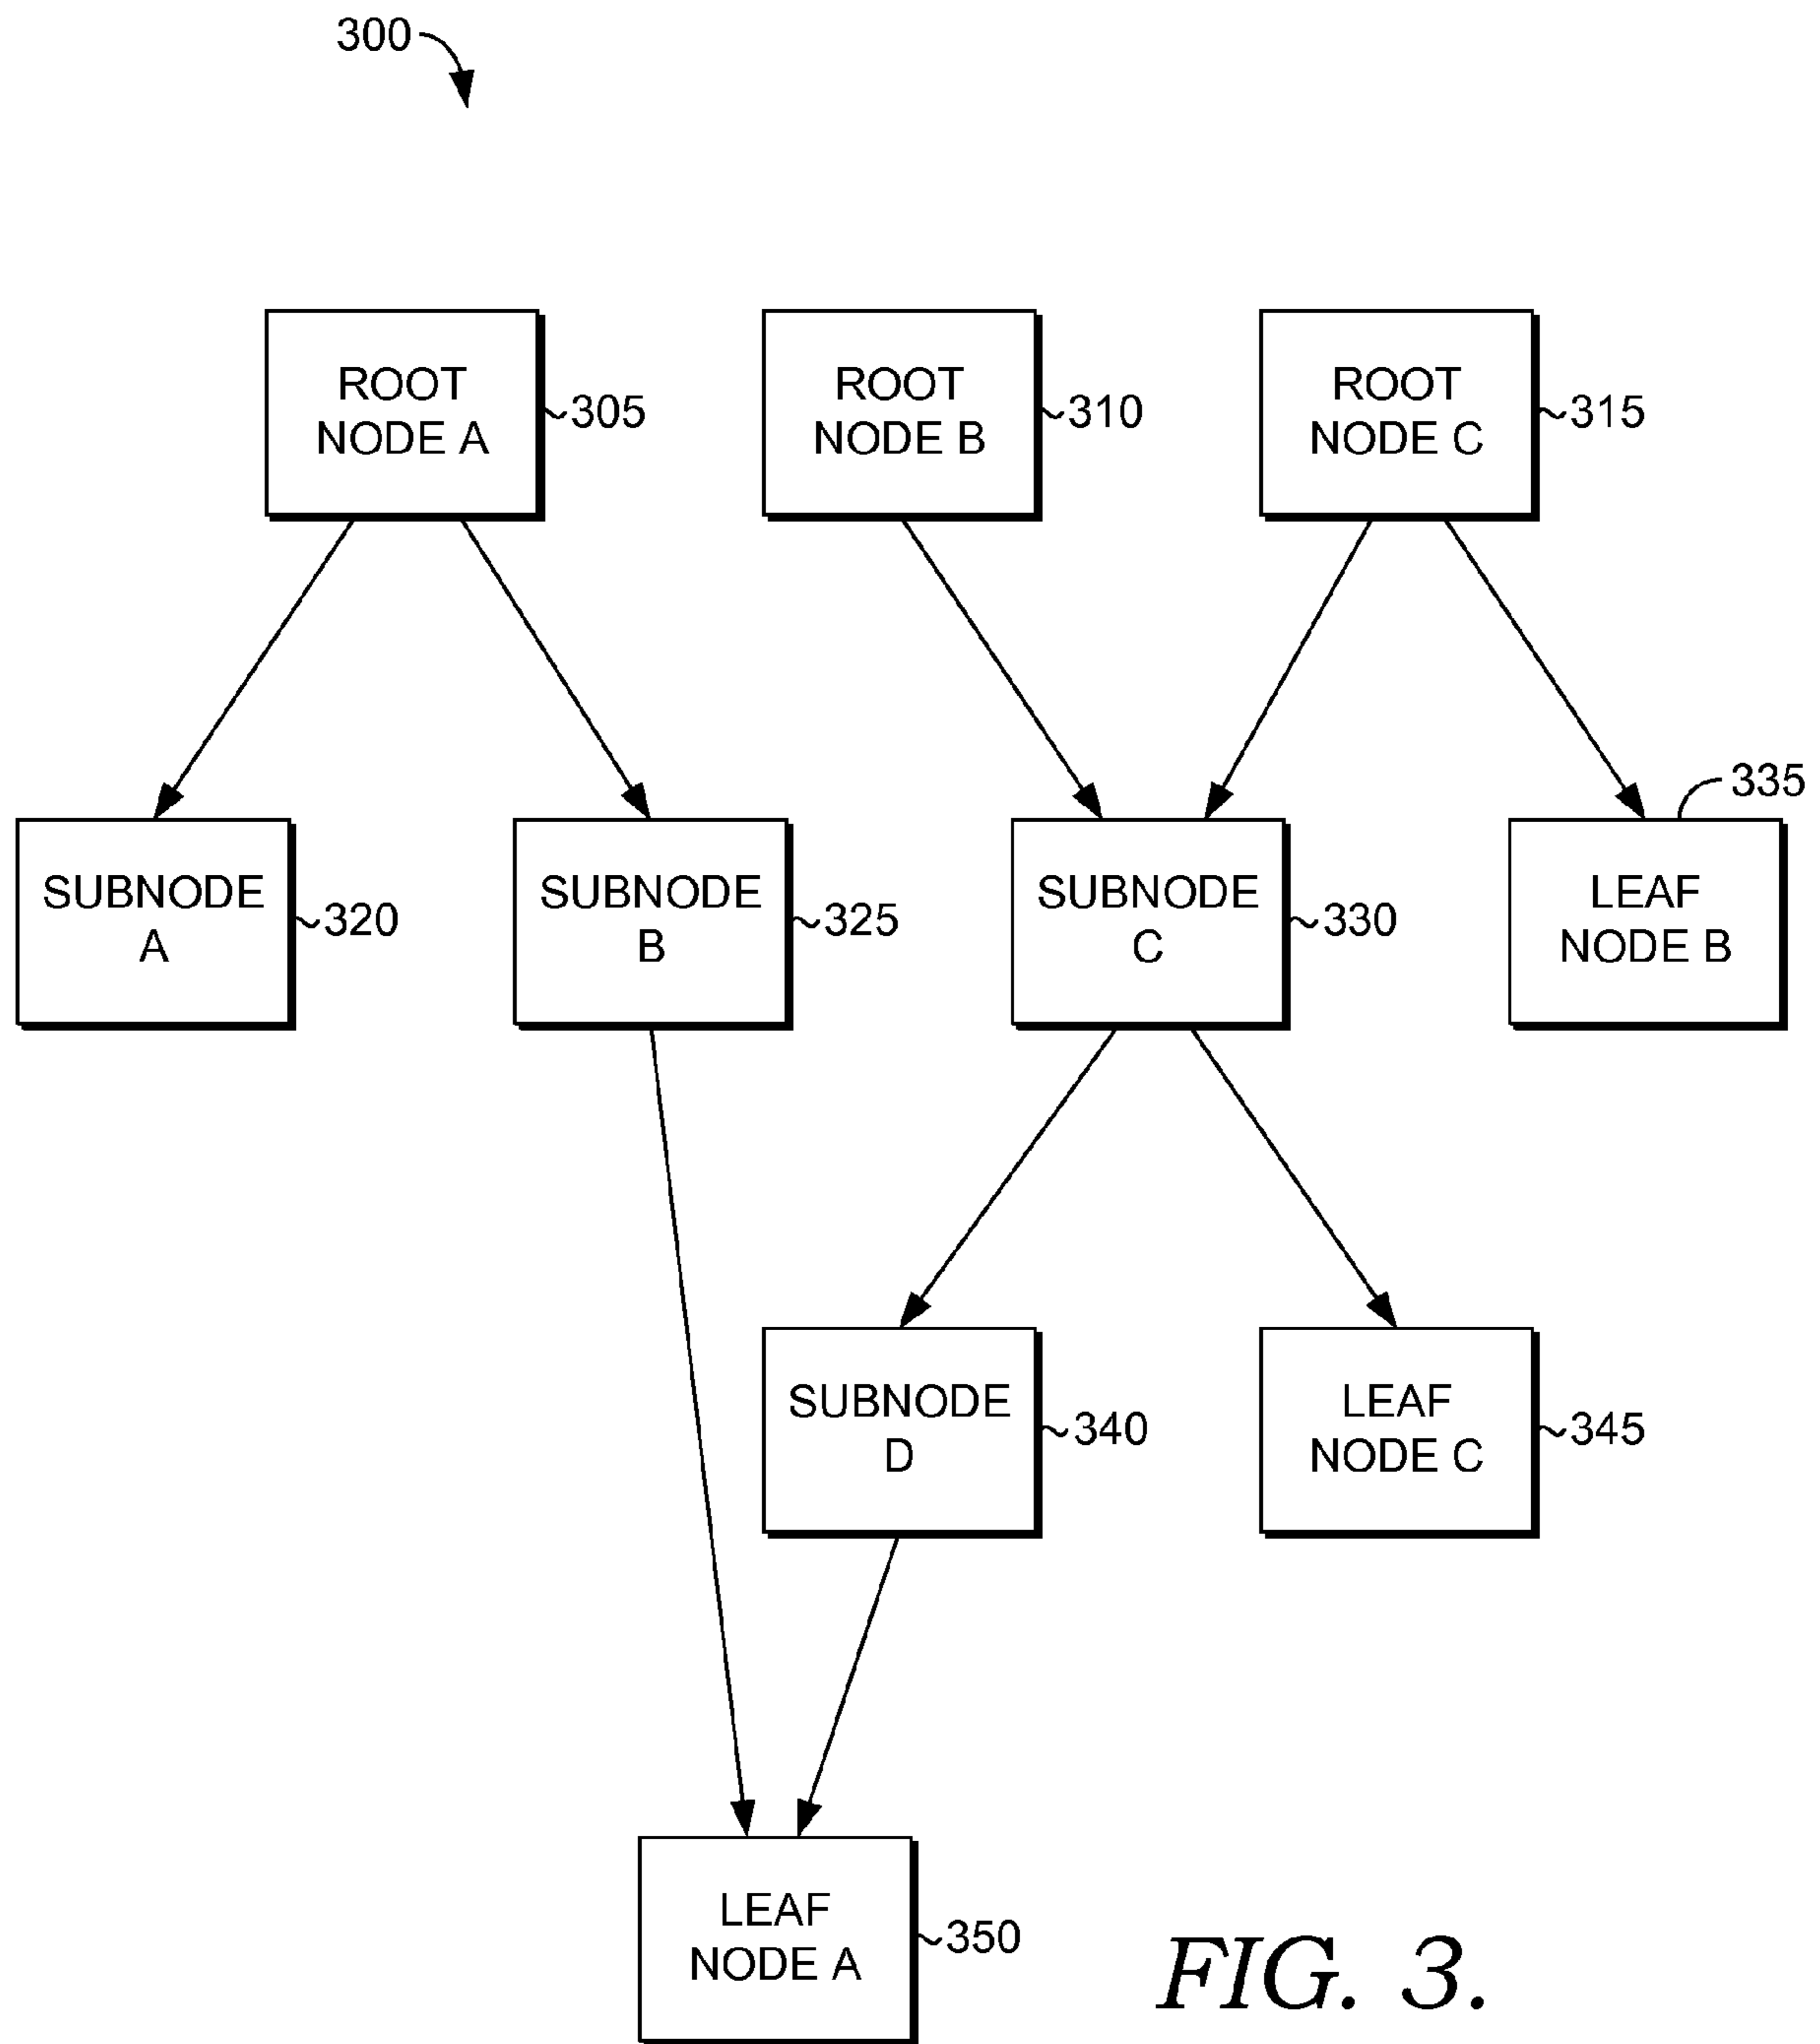 300
ROOT
NODE A
305
ROOT
NODE B
310
ROOT
NODE C
315
335
SUBNODE
A
320
SUBNODE
B
325
SUBNODE
C
330
LEAF
NODE B
SUBNODE
D
340
LEAF
NODE C
345
LEAF
NODE A
350
FIG. 3.